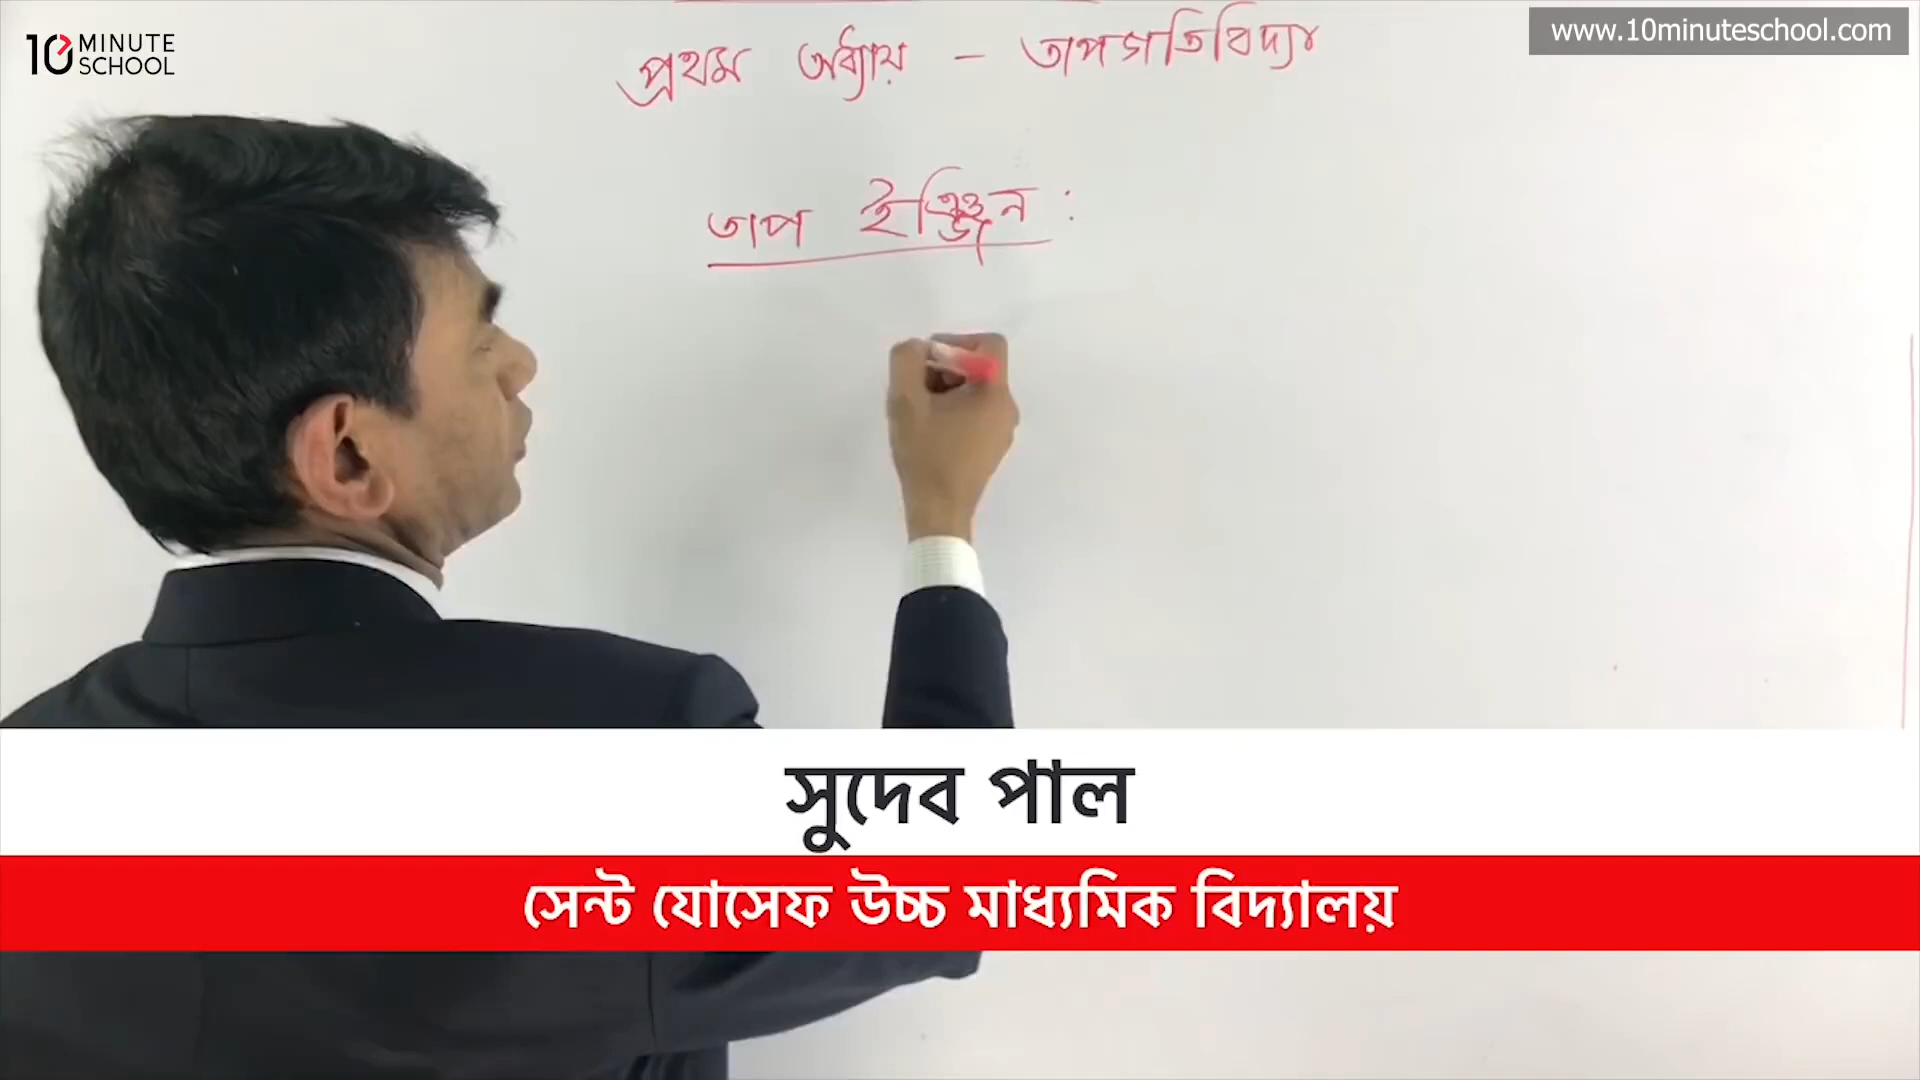 10 MINUTE SCHOOL
www.10minuteschool.com
প্রথম অধ্যায় - তাপগতিবিদ্যা
তাপ ইঞ্জিন :
সুদেব পাল
সেন্ট যোসেফ উচ্চ মাধ্যমিক বিদ্যালয়